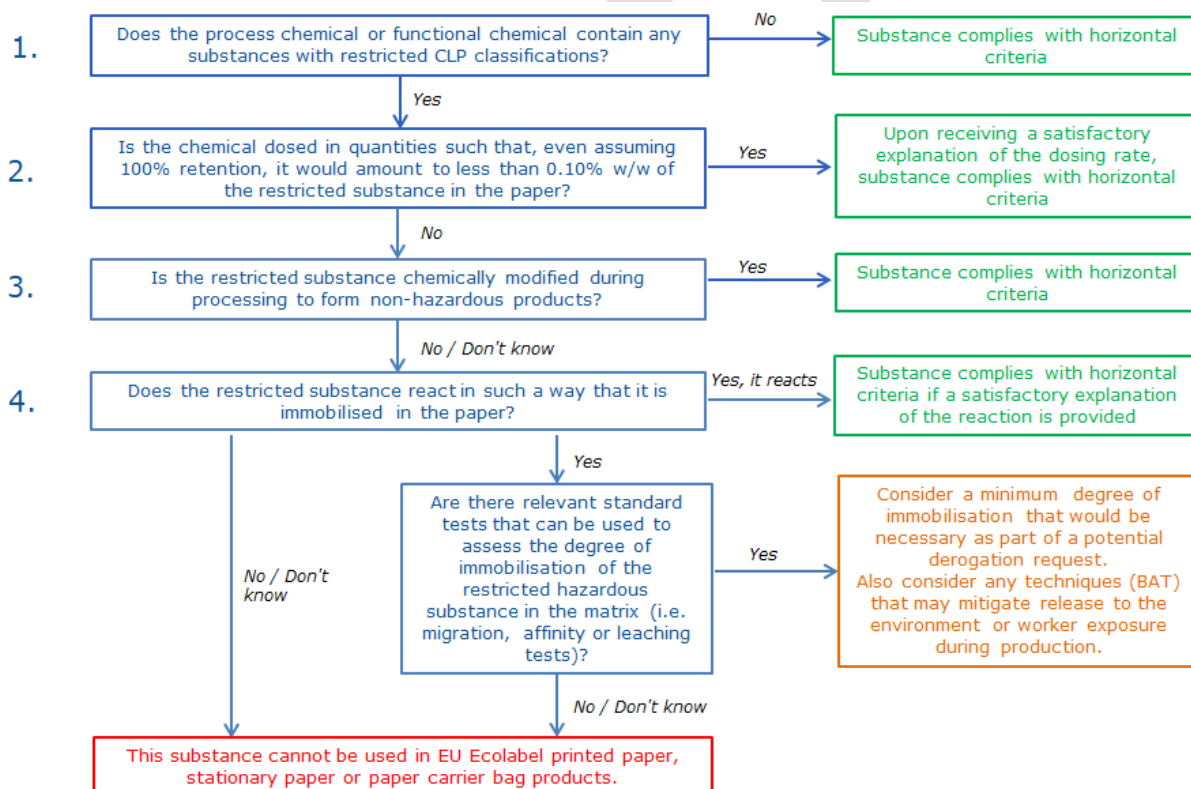 No
1.
Does the process chemical or functional chemical contain any
substances with restricted CLP classifications?
Substance complies with horizontal
criteria
Yes
2.
Is the chemical dosed in quantities such that, even assuming
100% retention, it would amount to less than 0.10% w/w of
the restricted substance in the paper?
Yes
Upon receiving a satisfactory
explanation of the dosing rate,
substance complies with horizontal
criteria
No
3.
Is the restricted substance chemically modified during
processing to form non-hazardous products?
Yes
Substance complies with horizontal
criteria
No / Don't know
4.
Does the restricted substance react in such a way that it is
immobilised in the paper?
Yes, it reacts
Substance complies with horizontal
criteria if a satisfactory explanation
of the reaction is provided
Yes
No / Don't
know
Are there relevant standard
tests that can be used to
assess the degree of
immobilisation of the
restricted hazardous
substance in the matrix (i.e.
migration, affinity or leaching
tests)?
Yes
Consider a minimum degree of
immobilisation that would be
necessary as part of a potential
derogation request.
Also consider any techniques (BAT)
that may mitigate release to the
environment or worker exposure
during production.
No / Don't know
This substance cannot be used in EU Ecolabel printed paper,
stationary paper or paper carrier bag products.